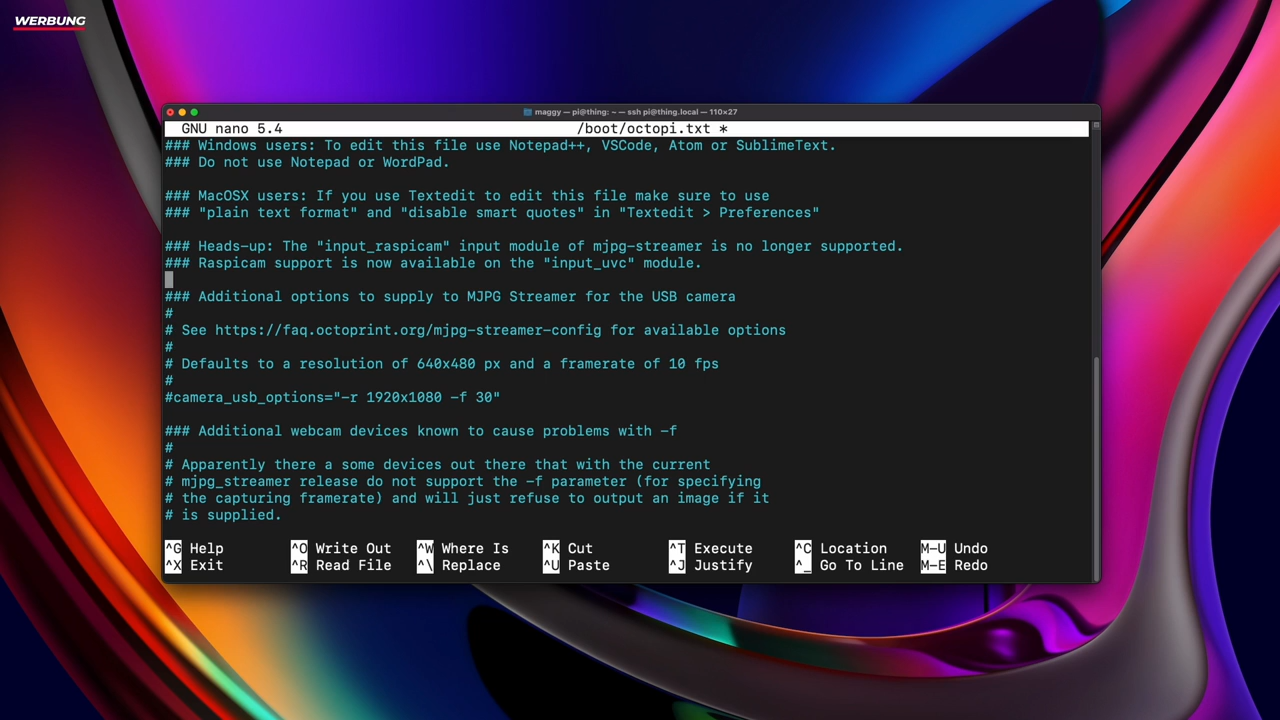 WERBUNG
maggy — pi@thing: ~ — ssh pi@thing.local — 110×27
GNU nano 5.4 /boot/octopi.txt *
### Windows users: To edit this file use Notepad++, VSCode, Atom or SublimeText.
### Do not use Notepad or WordPad.
### MacOSX users: If you use Textedit to edit this file make sure to use
### "plain text format" and "disable smart quotes" in "Textedit > Preferences"
### Heads-up: The "input_raspicam" input module of mjpg-streamer is no longer supported.
### Raspicam support is now available on the "input_uvc" module.
### Additional options to supply to MJPG Streamer for the USB camera
#
# See https://faq.octoprint.org/mjpg-streamer-config for available options
#
# Defaults to a resolution of 640x480 px and a framerate of 10 fps
#
#camera_usb_options="-r 1920x1080 -f 30"
### Additional webcam devices known to cause problems with -f
#
# Apparently there a some devices out there that with the current
# mjpg_streamer release do not support the -f parameter (for specifying
# the capturing framerate) and will just refuse to output an image if it
# is supplied.
^G Help ^O Write Out ^W Where Is ^K Cut ^T Execute ^C Location M-U Undo
^X Exit ^R Read File ^\ Replace ^U Paste ^J Justify ^_ Go To Line M-E Redo